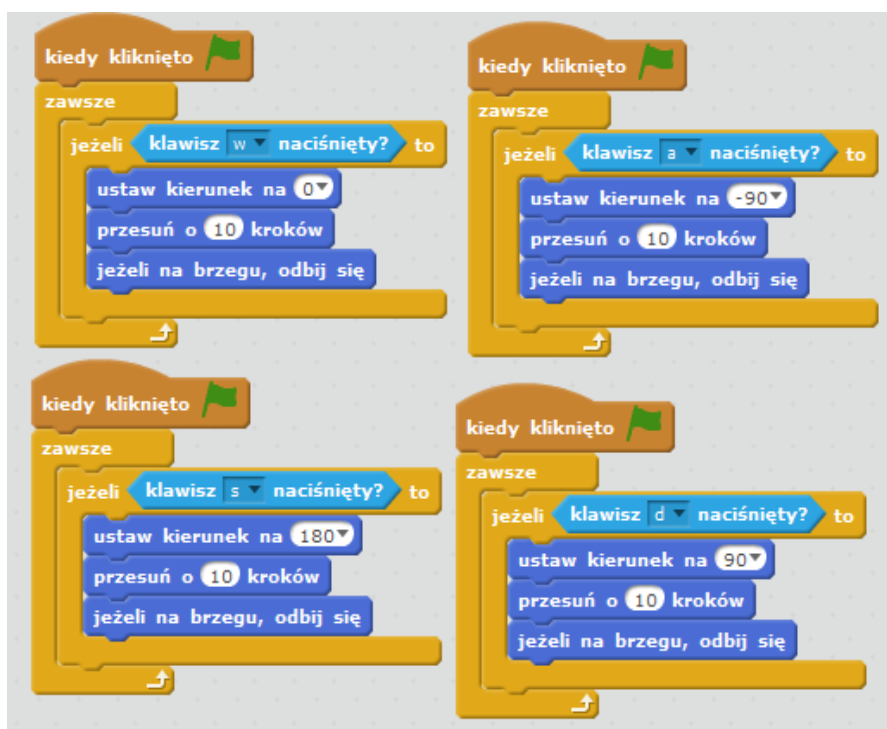 kiedy kliknięto
zawsze
jeżeli klawisz w naciśnięty? to
ustaw kierunek na 0
przesuń o 10 kroków
jeżeli na brzegu, odbij się
kiedy kliknięto
zawsze
jeżeli klawisz a naciśnięty? to
ustaw kierunek na -90
przesuń o 10 kroków
jeżeli na brzegu, odbij się
kiedy kliknięto
zawsze
jeżeli klawisz s naciśnięty? to
ustaw kierunek na 180
przesuń o 10 kroków
jeżeli na brzegu, odbij się
kiedy kliknięto
zawsze
jeżeli klawisz d naciśnięty? to
ustaw kierunek na 90
przesuń o 10 kroków
jeżeli na brzegu, odbij się